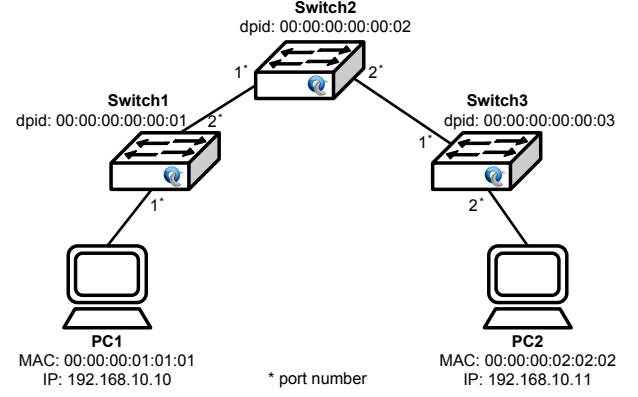 Switch2
dpid: 00:00:00:00:00:02
1*
2*
Switch1
dpid: 00:00:00:00:00:01
2*
Switch3
dpid: 00:00:00:00:00:03
1*
1*
2*
PC1
MAC: 00:00:00:01:01:01
IP: 192.168.10.10
* port number
PC2
MAC: 00:00:00:02:02:02
IP: 192.168.10.11